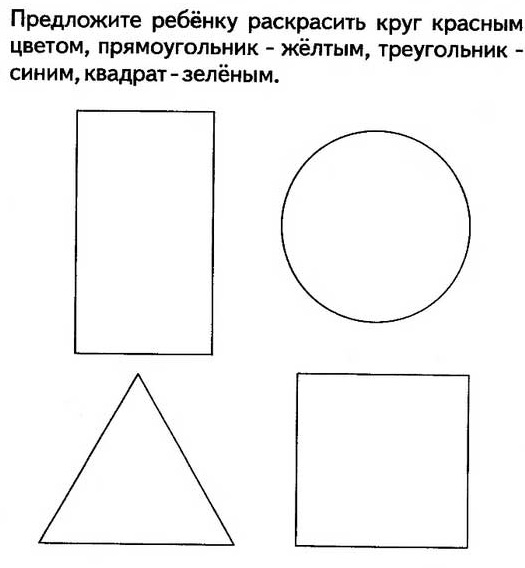 Предложите ребёнку раскрасить круг красным
цветом, прямоугольник - жёлтым, треугольник -
синим, квадрат - зелёным.